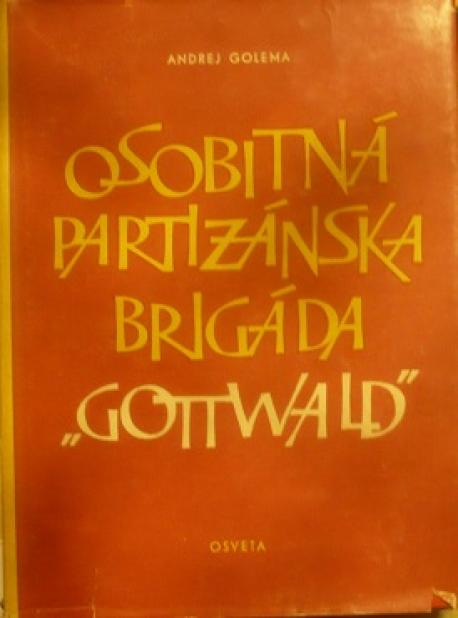 ANDREJ GOLEMA
OSOBITNÁ
PARTIZÁNSKA
BRIGÁDA
„GOTTWALD”
OSVETA